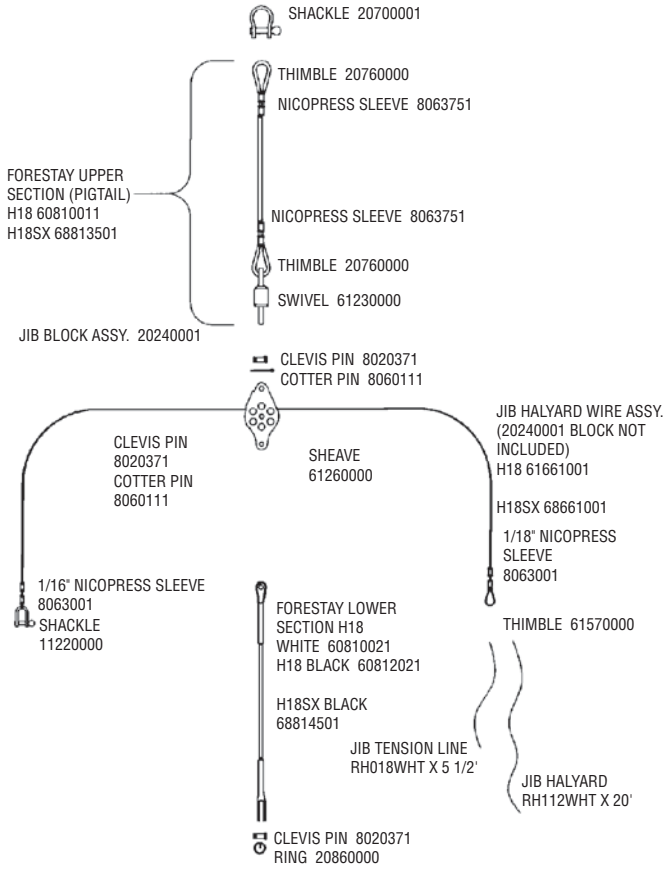 SHACKLE 20700001
THIMBLE 20760000
NICOPRESS SLEEVE 8063751
FORESTAY UPPER
SECTION (PIGTAIL)
H18 60810011
H18SX 68813501
NICOPRESS SLEEVE 8063751
THIMBLE 20760000
SWIVEL 61230000
JIB BLOCK ASSY. 20240001
CLEVIS PIN 8020371
COTTER PIN 8060111
CLEVIS PIN
8020371
COTTER PIN
8060111
SHEAVE
61260000
JIB HALYARD WIRE ASSY.
(20240001 BLOCK NOT
INCLUDED)
H18 61661001
H18SX 68661001
1/18" NICOPRESS
SLEEVE
8063001
THIMBLE 61570000
1/16" NICOPRESS SLEEVE
8063001
SHACKLE
11220000
FORESTAY LOWER
SECTION H18
WHITE 60810021
H18 BLACK 60812021
H18SX BLACK
68814501
JIB TENSION LINE
RH018WHT X 5 1/2'
JIB HALYARD
RH112WHT X 20'
CLEVIS PIN 8020371
RING 20860000